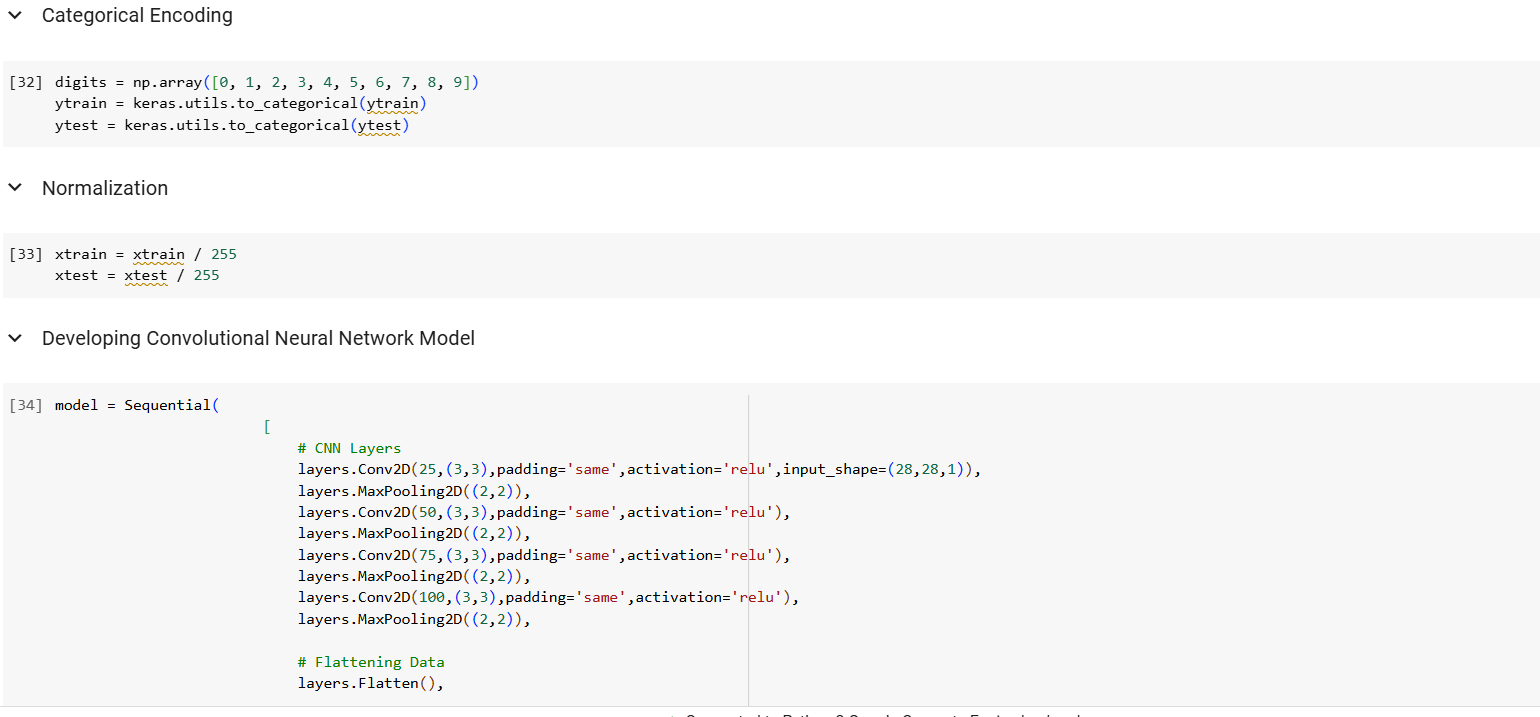 Categorical Encoding
[32] digits = np.array([0, 1, 2, 3, 4, 5, 6, 7, 8, 9])
ytrain = keras.utils.to_categorical(ytrain)
ytest = keras.utils.to_categorical(ytest)
Normalization
[33] xtrain = xtrain / 255
xtest = xtest / 255
Developing Convolutional Neural Network Model
[34] model = Sequential(
[
# CNN Layers
layers.Conv2D(25,(3,3),padding='same',activation='relu',input_shape=(28,28,1)),
layers.MaxPooling2D((2,2)),
layers.Conv2D(50,(3,3),padding='same',activation='relu'),
layers.MaxPooling2D((2,2)),
layers.Conv2D(75,(3,3),padding='same',activation='relu'),
layers.MaxPooling2D((2,2)),
layers.Conv2D(100,(3,3),padding='same',activation='relu'),
layers.MaxPooling2D((2,2)),
# Flattening Data
layers.Flatten(),